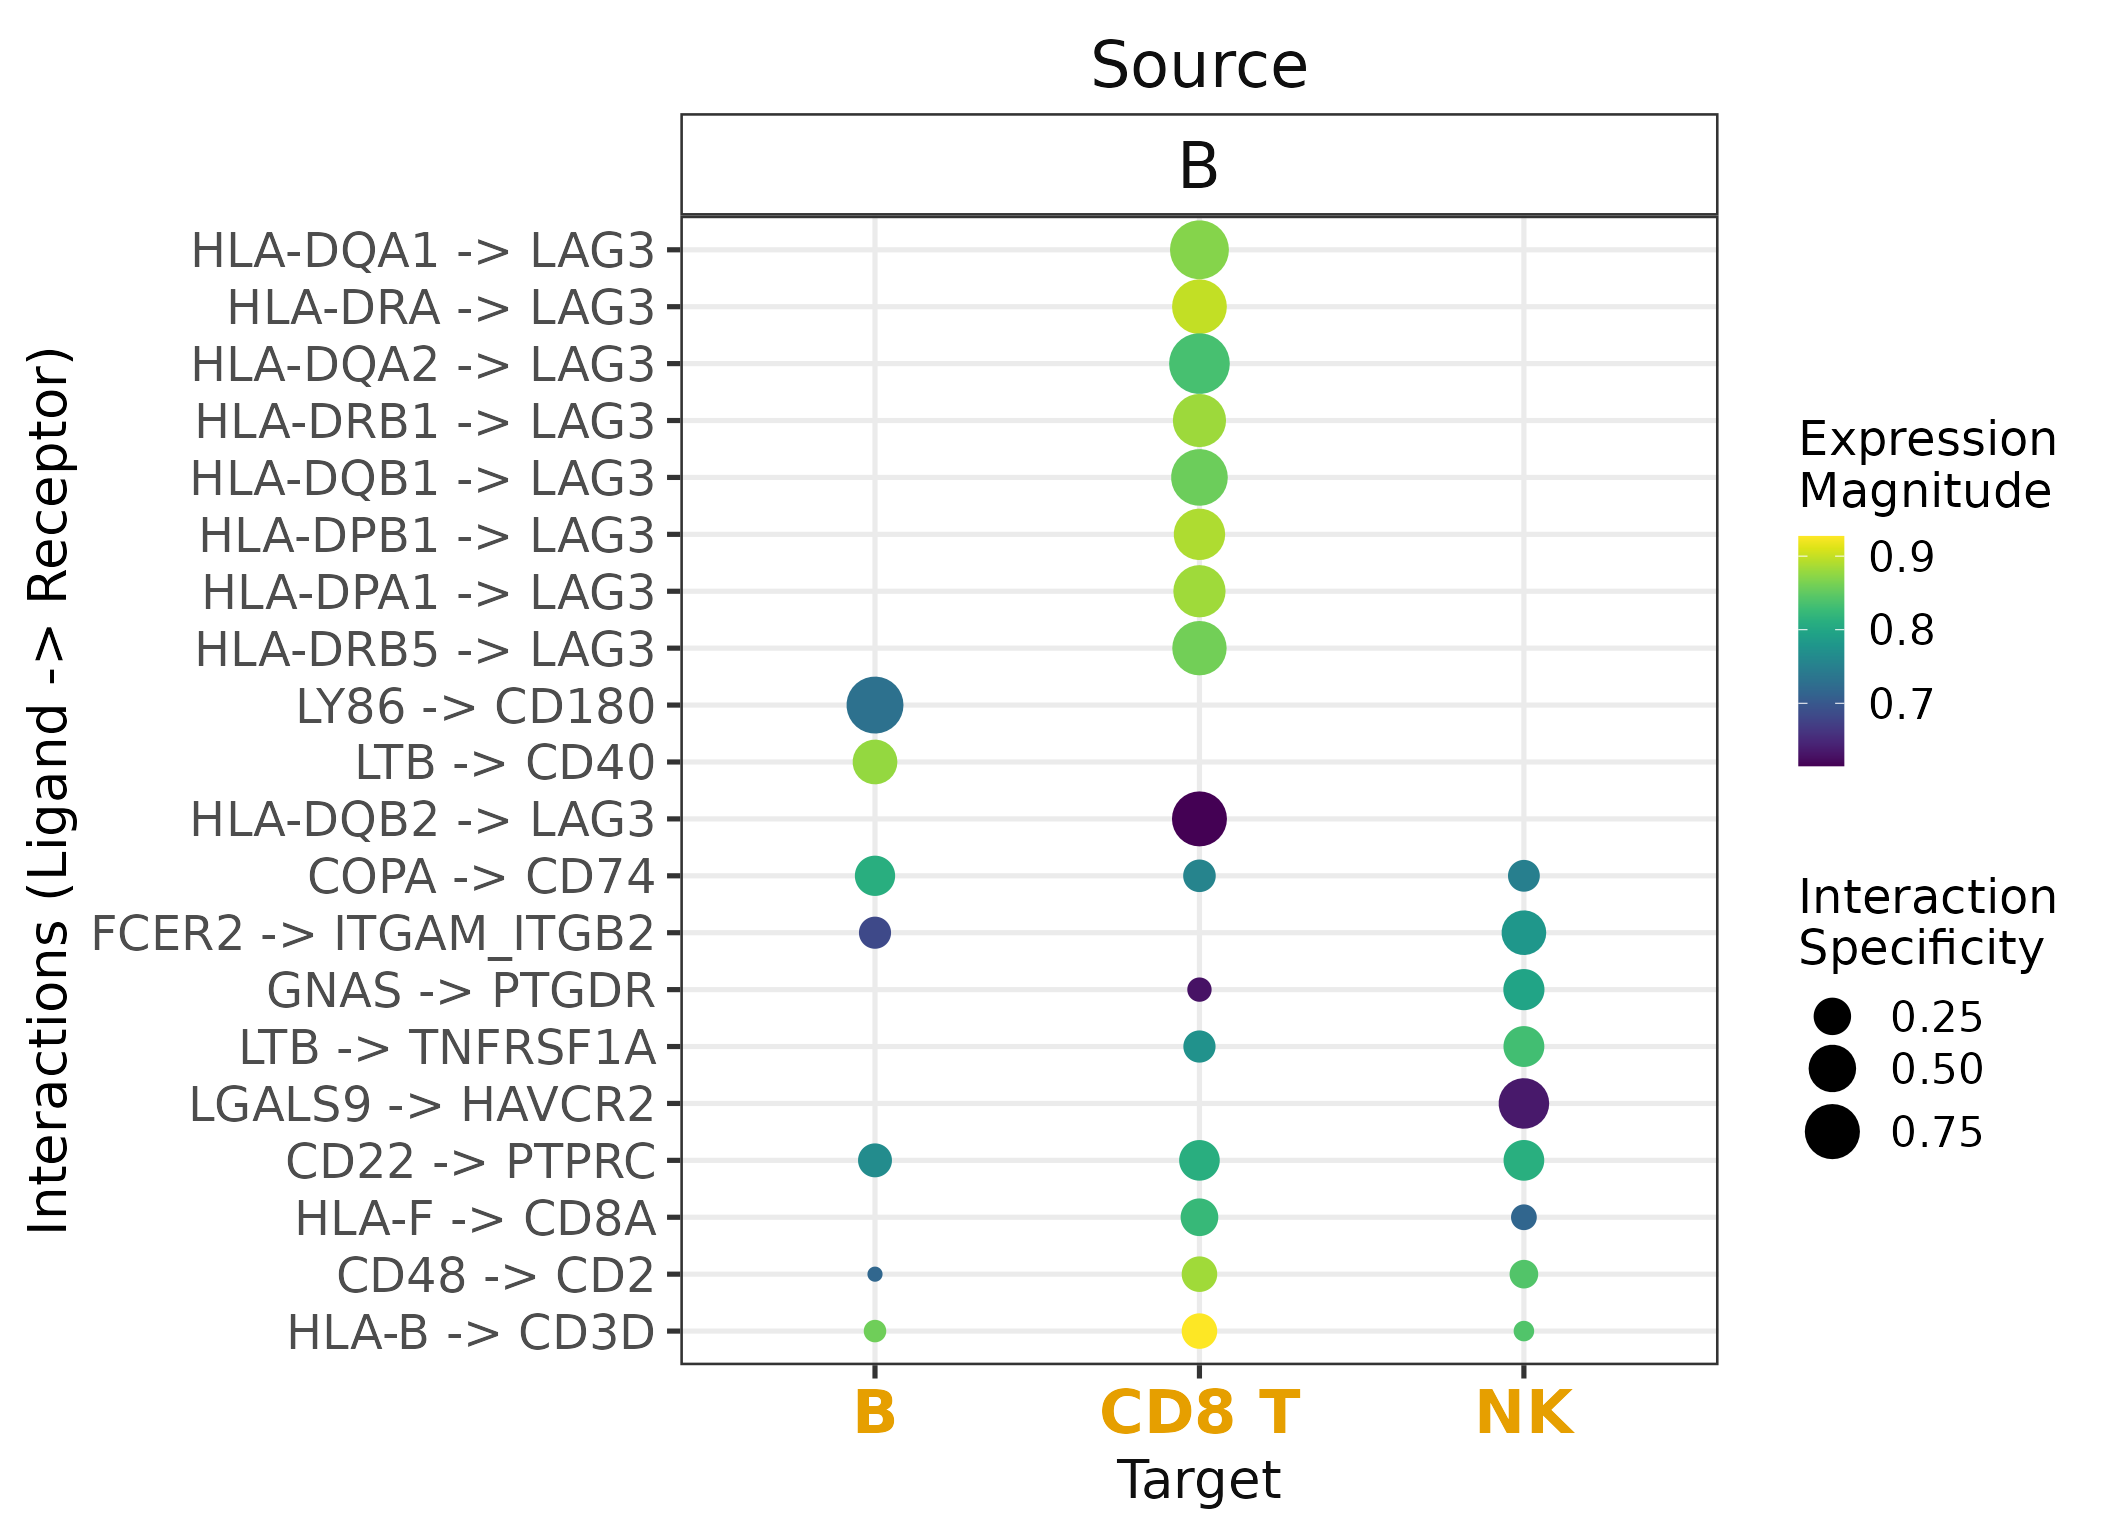 Source
B
HLA-DQA1 -> LAG3
HLA-DRA -> LAG3
HLA-DQA2 -> LAG3
HLA-DRB1 -> LAG3
HLA-DQB1 -> LAG3
HLA-DPB1 -> LAG3
HLA-DPA1 -> LAG3
HLA-DRB5 -> LAG3
LY86 -> CD180
LTB -> CD40
HLA-DQB2 -> LAG3
COPA -> CD74
FCER2 -> ITGAM_ITGB2
GNAS -> PTGDR
LTB -> TNFRSF1A
LGALS9 -> HAVCR2
CD22 -> PTPRC
HLA-F -> CD8A
CD48 -> CD2
HLA-B -> CD3D
Interactions (Ligand -> Receptor)
B
CD8 T
NK
Target
Expression
Magnitude
0.9
0.8
0.7
Interaction
Specificity
0.25
0.50
0.75